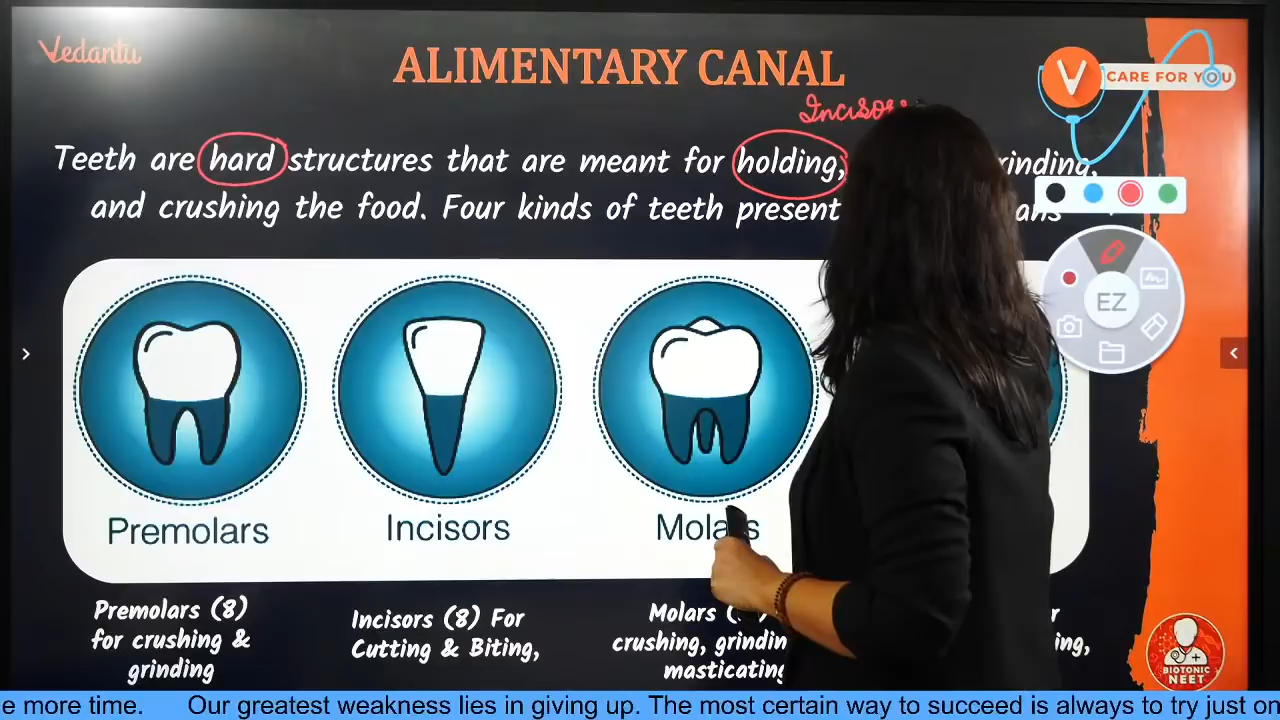 Vedantu
ALIMENTARY CANAL
CARE FOR YOU
Teeth are hard structures that are meant for holding,
and crushing the food. Four kinds of teeth present
EZ
Premolars
Incisors
Molars
Premolars (8)
for crushing &
grinding
Incisors (8) For
Cutting & Biting,
Molars
crushing,
masticating
BIOTONIC
NEET
more time. Our greatest weakness lies in giving up. The most certain way to succeed is always to try just